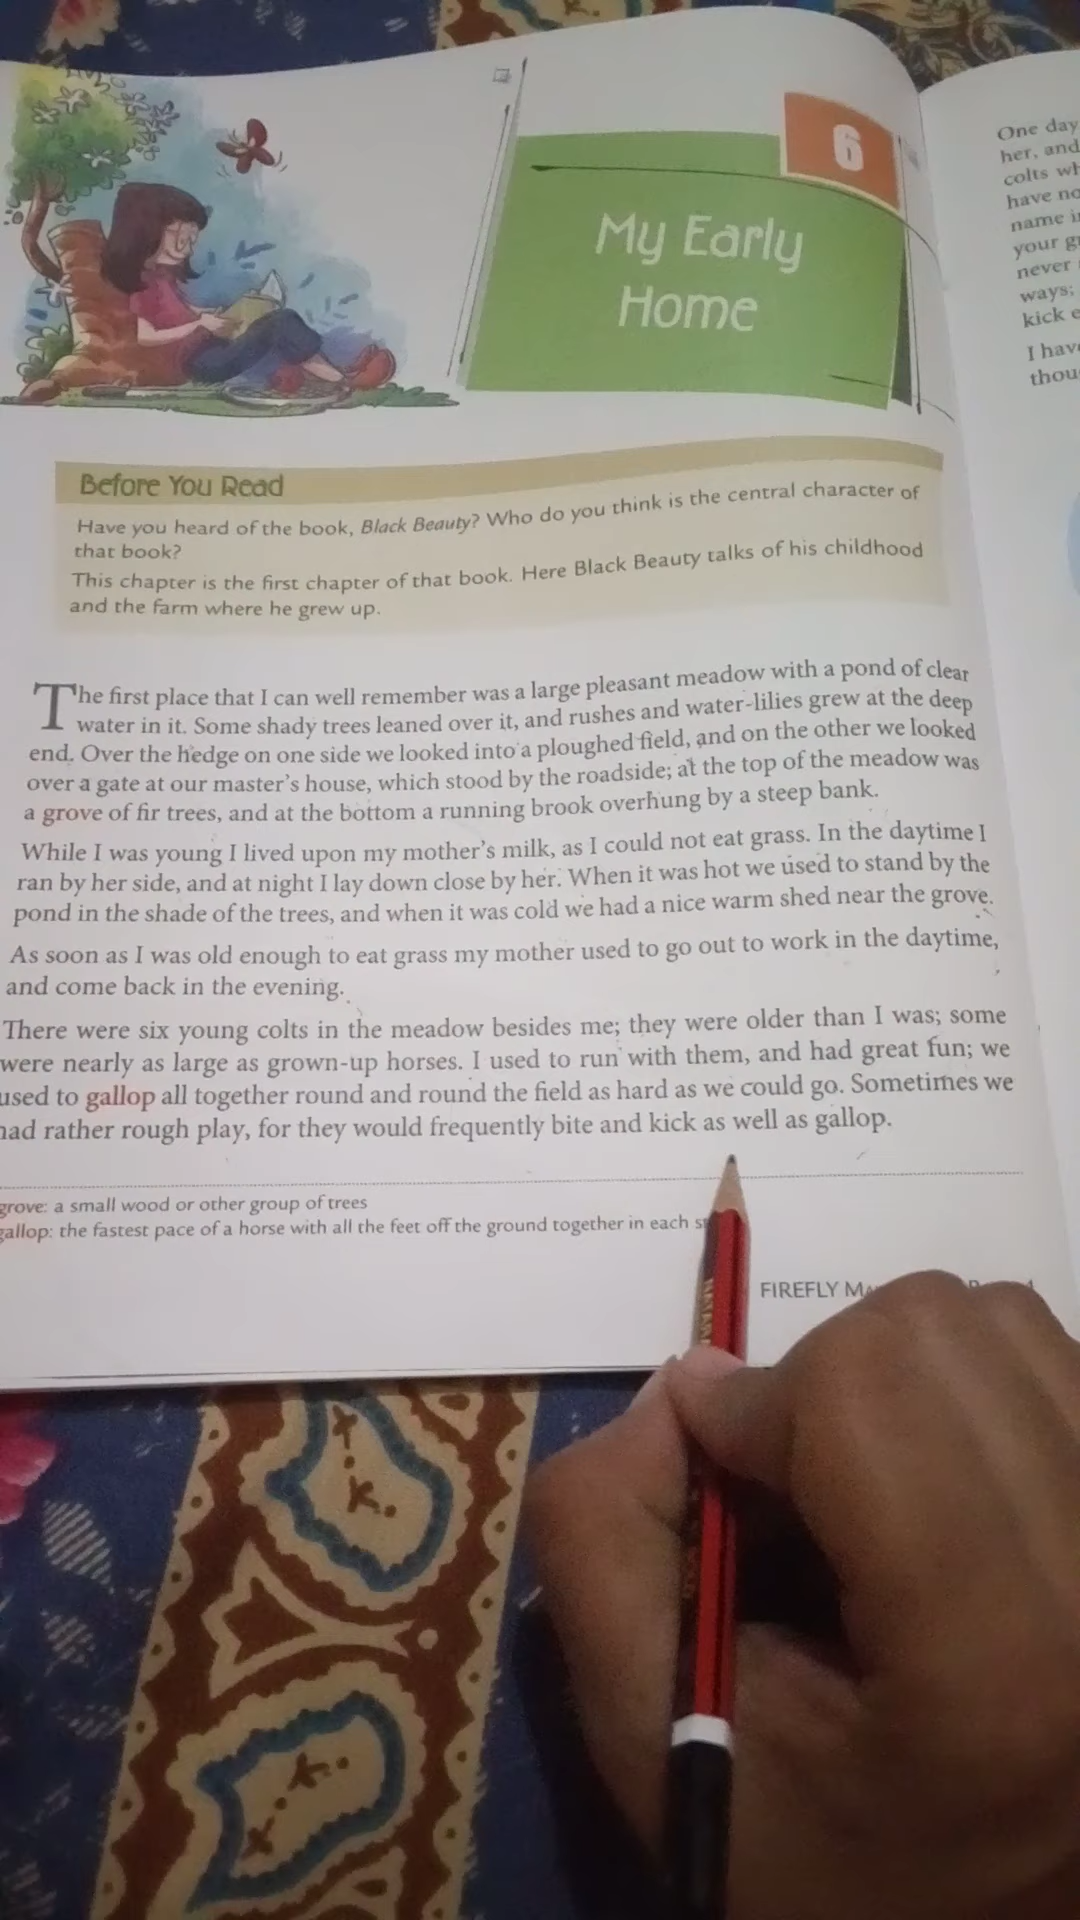 6
My Early
Home
Before You Read
Have you heard of the book, Black Beauty? Who do you think is the central character of
that book?
This chapter is the first chapter of that book. Here Black Beauty talks of his childhood
and the farm where he grew up.
The first place that I can well remember was a large pleasant meadow with a pond of clear
water in it. Some shady trees leaned over it, and rushes and water-lilies grew at the deep
end. Over the hedge on one side we looked into a ploughed field, and on the other we looked
over a gate at our master's house, which stood by the roadside; at the top of the meadow was
a grove of fir trees, and at the bottom a running brook overhung by a steep bank.
While I was young I lived upon my mother's milk, as I could not eat grass. In the daytime I
ran by her side, and at night I lay down close by her. When it was hot we used to stand by the
pond in the shade of the trees, and when it was cold we had a nice warm shed near the grove.
As soon as I was old enough to eat grass my mother used to go out to work in the daytime,
and come back in the evening.
There were six young colts in the meadow besides me; they were older than I was; some
were nearly as large as grown-up horses. I used to run with them, and had great fun; we
used to gallop all together round and round the field as hard as we could go. Sometimes we
had rather rough play, for they would frequently bite and kick as well as gallop.
grove: a small wood or other group of trees
gallop: the fastest pace of a horse with all the feet off the ground together in each
FIREFLY
One day
her, and
colts
have
name
your
never
ways;
kick
I